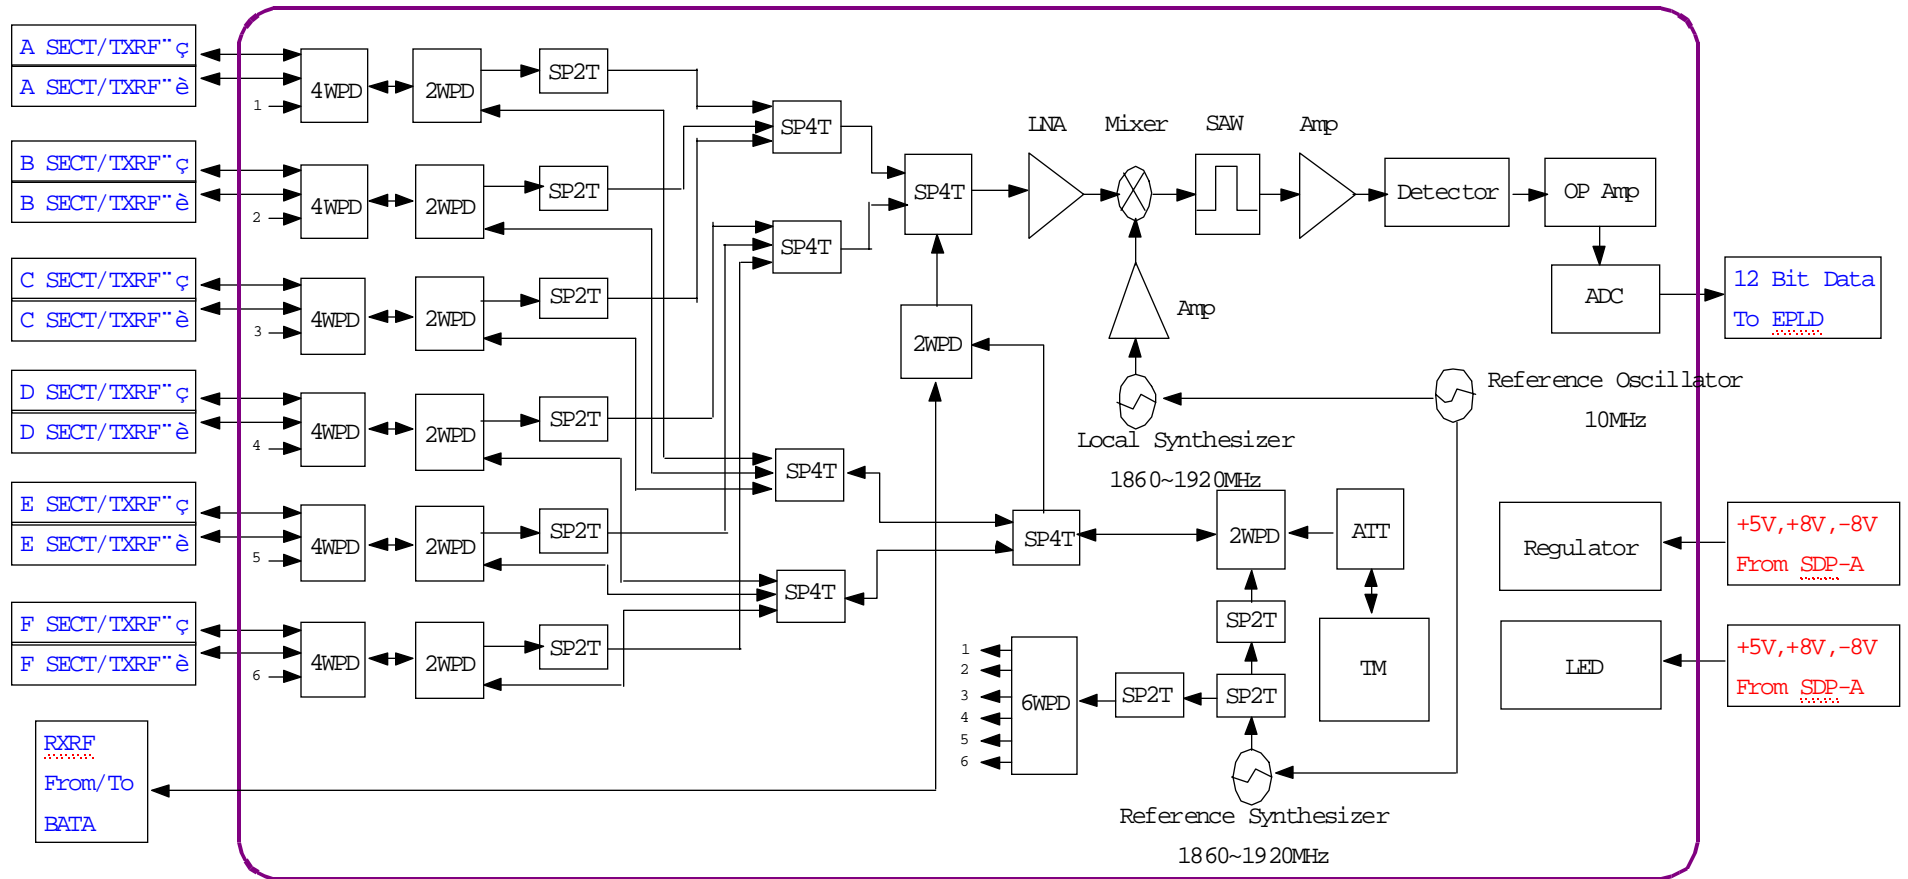 A SECT/TXRF¨ç
A SECT/TXRF¨è
1
4WPD
2WPD
SP2T
B SECT/TXRF¨ç
B SECT/TXRF¨è
2
4WPD
2WPD
SP2T
C SECT/TXRF¨ç
C SECT/TXRF¨è
3
4WPD
2WPD
SP2T
D SECT/TXRF¨ç
D SECT/TXRF¨è
4
4WPD
2WPD
SP2T
E SECT/TXRF¨ç
E SECT/TXRF¨è
5
4WPD
2WPD
SP2T
F SECT/TXRF¨ç
F SECT/TXRF¨è
6
4WPD
2WPD
SP2T
RXRF
From/To
BATA
SP4T
SP4T
SP4T
SP4T
SP4T
2WPD
SP4T
LNA
Mixer
SAW
Amp
Detector
OP Amp
ADC
12 Bit Data
To EPLD
Amp
Local Synthesizer
1860~1920MHz
Reference Oscillator
10MHz
2WPD
ATT
TM
SP2T
SP2T
SP2T
6WPD
1
2
3
4
5
6
Reference Synthesizer
1860~1920MHz
Regulator
+5V,+8V,-8V
From SDP-A
LED
+5V,+8V,-8V
From SDP-A